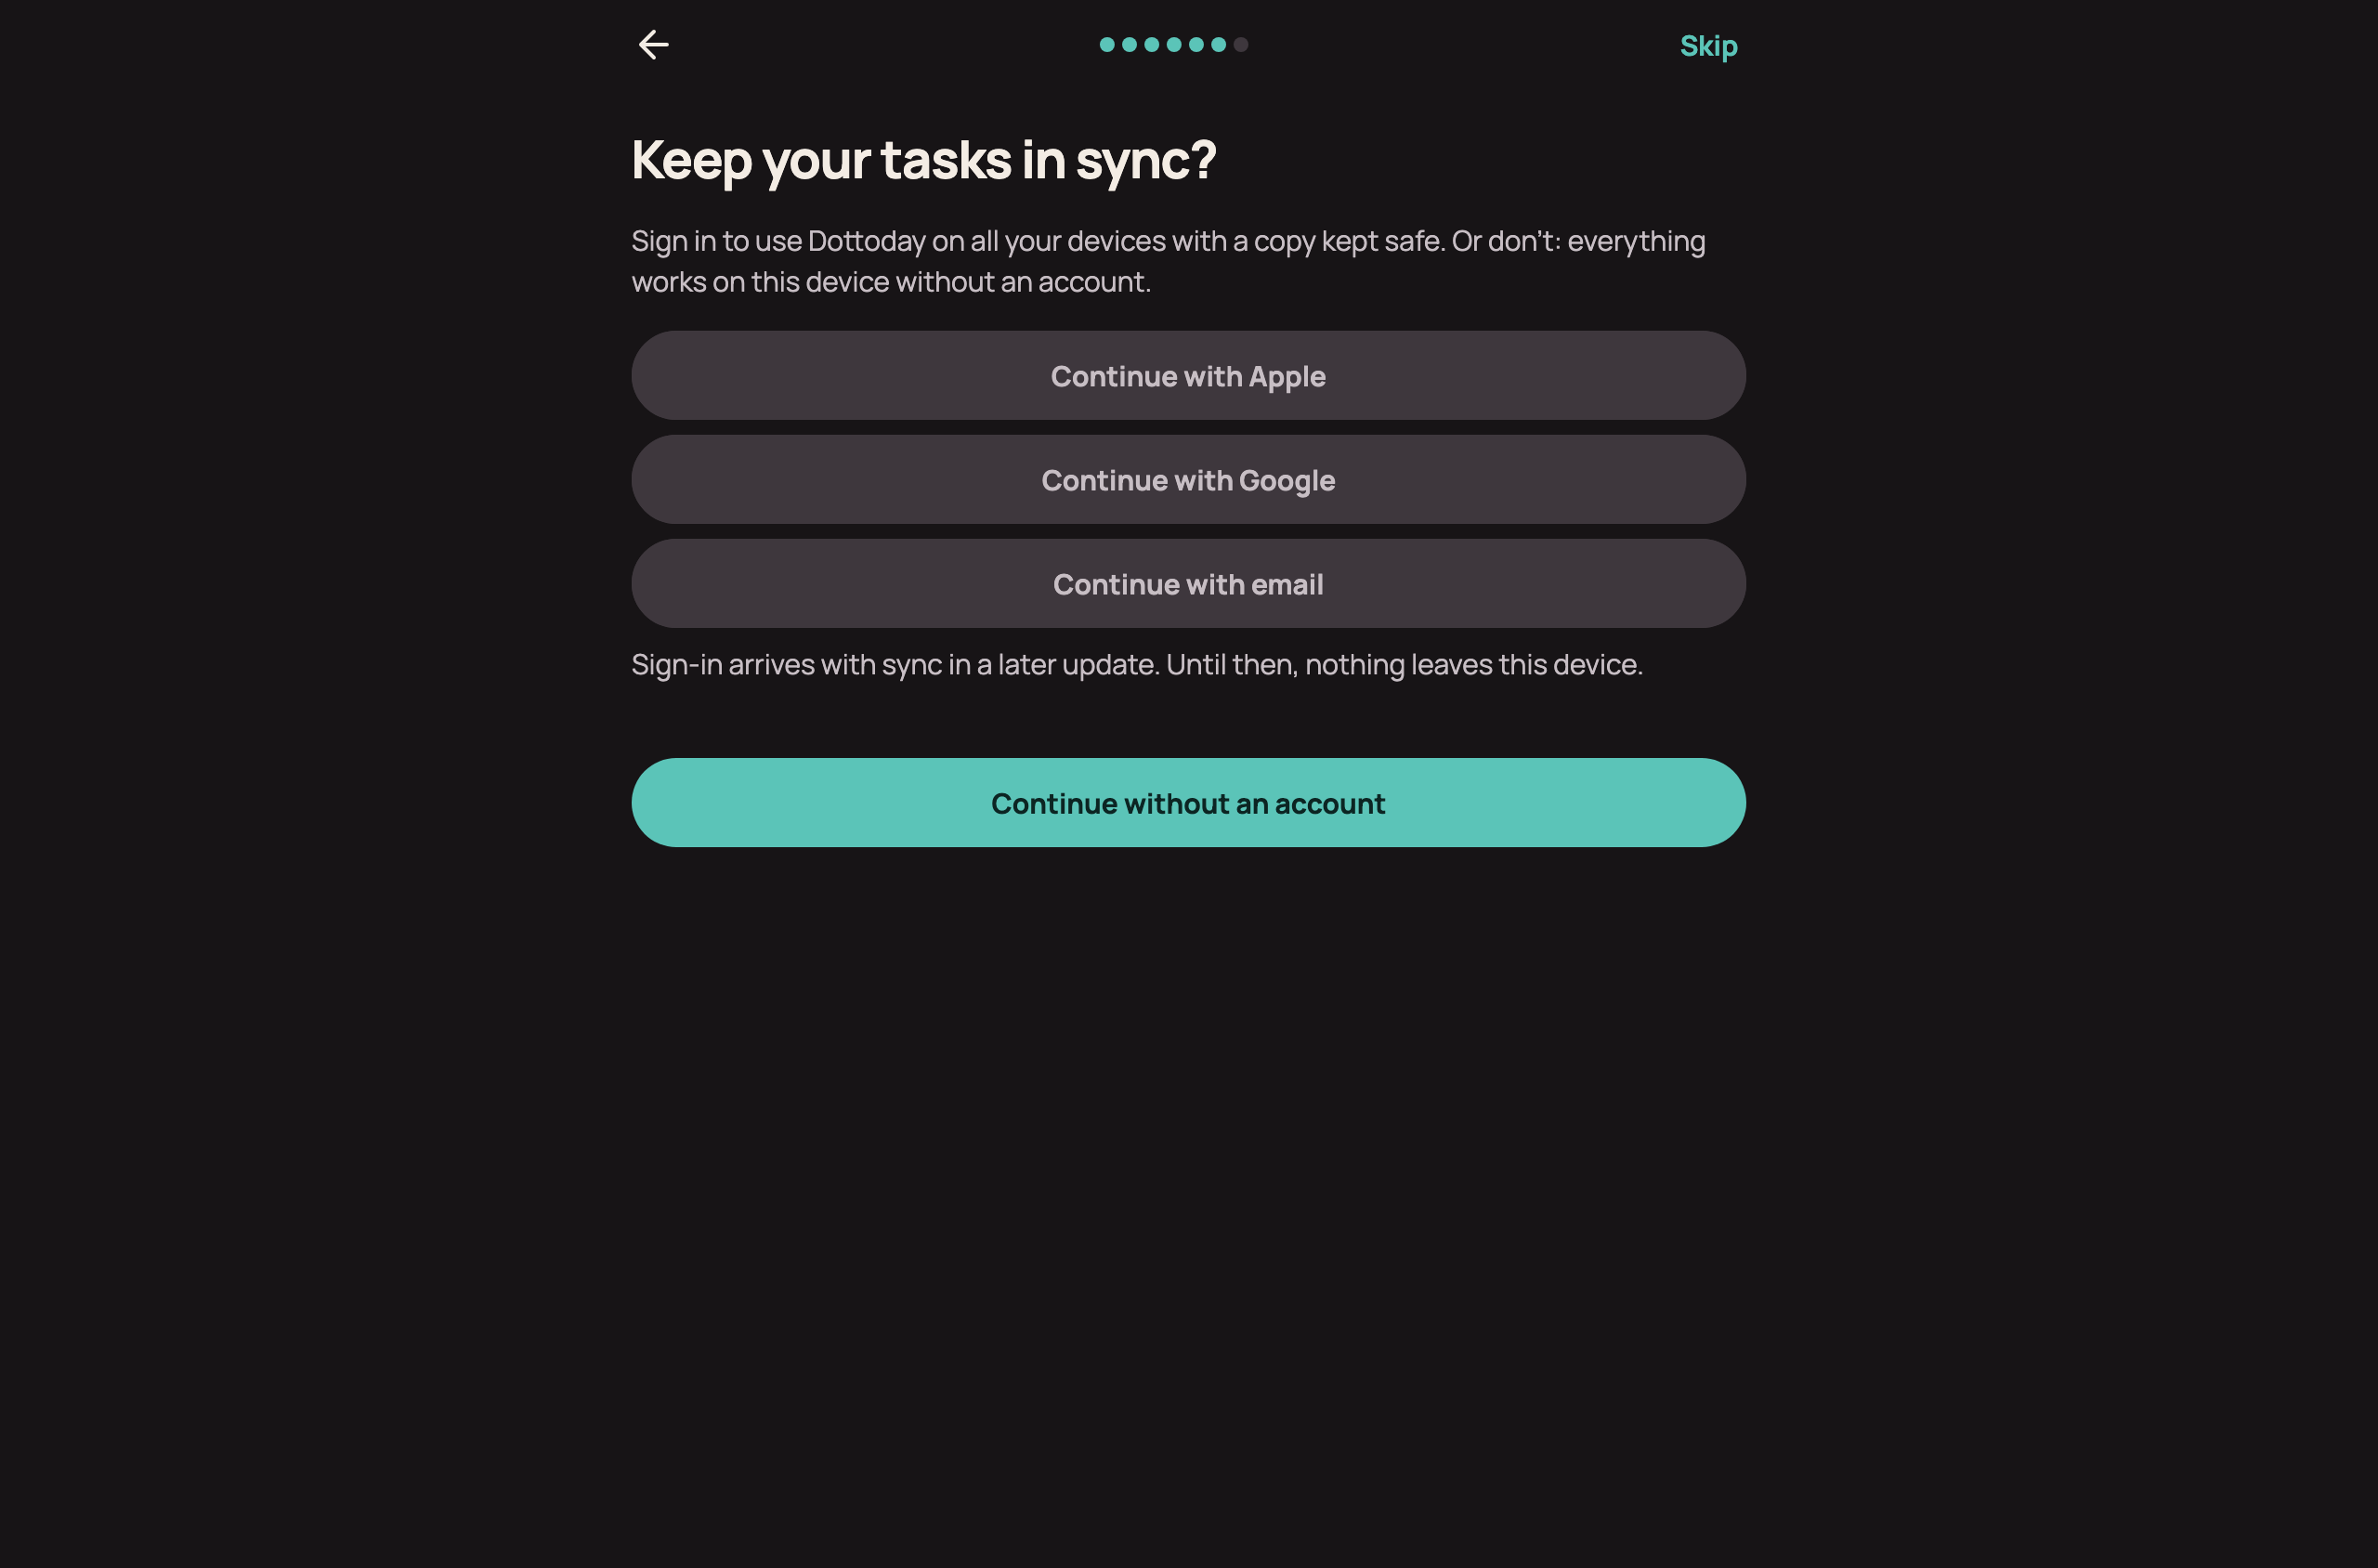 Skip
Keep your tasks in sync?
Sign in to use Dottoday on all your devices with a copy kept safe. Or don’t: everything
works on this device without an account.
Continue with Apple
Continue with Google
Continue with email
Sign-in arrives with sync in a later update. Until then, nothing leaves this device.
Continue without an account